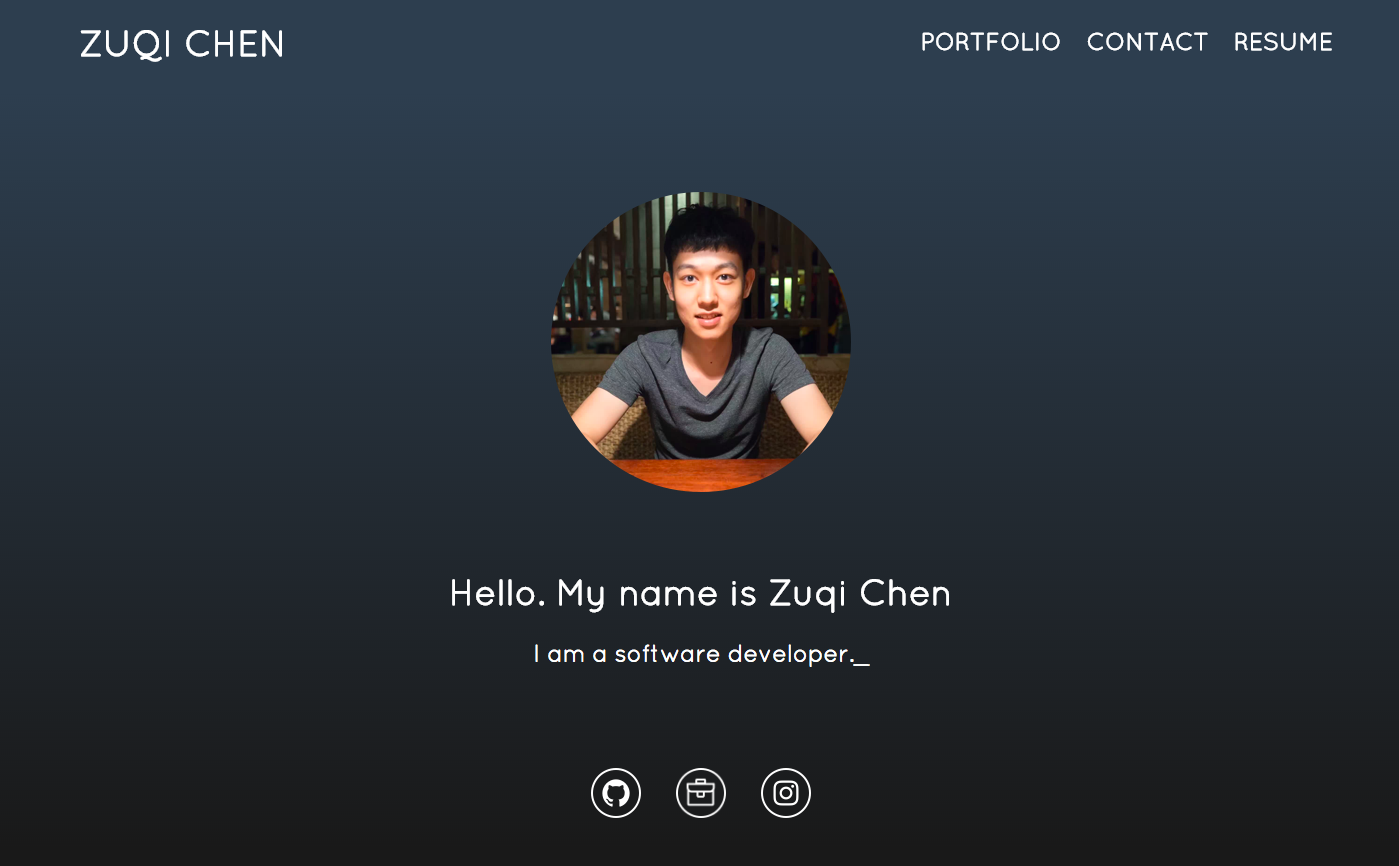 ZUQI CHEN
PORTFOLIO CONTACT RESUME
Hello. My name is Zuqi Chen
I am a software developer._